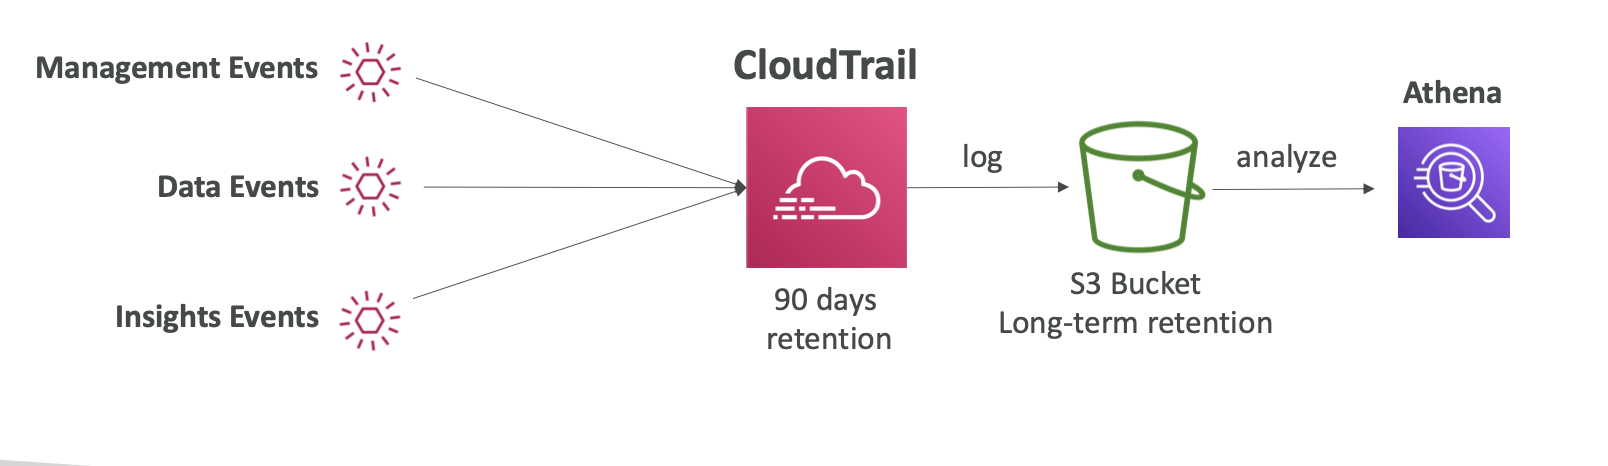 Management Events
Data Events
Insights Events
CloudTrail
90 days
retention
log
S3 Bucket
Long-term retention
analyze
Athena